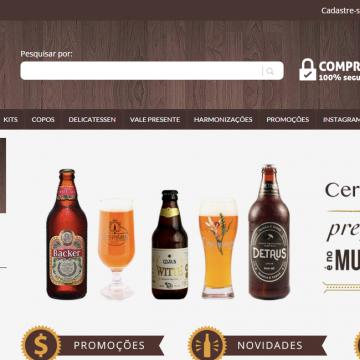 Cadastre-s
Pesquisar por:
COMPR
100% segu
KITS COPOS DELICATESSEN VALE PRESENTE HARMONIZAÇÕES PROMOÇÕES INSTAGRAM
Cer
pre
é no
MU
Backer
DETRUS
PROMOÇÕES NOVIDADES